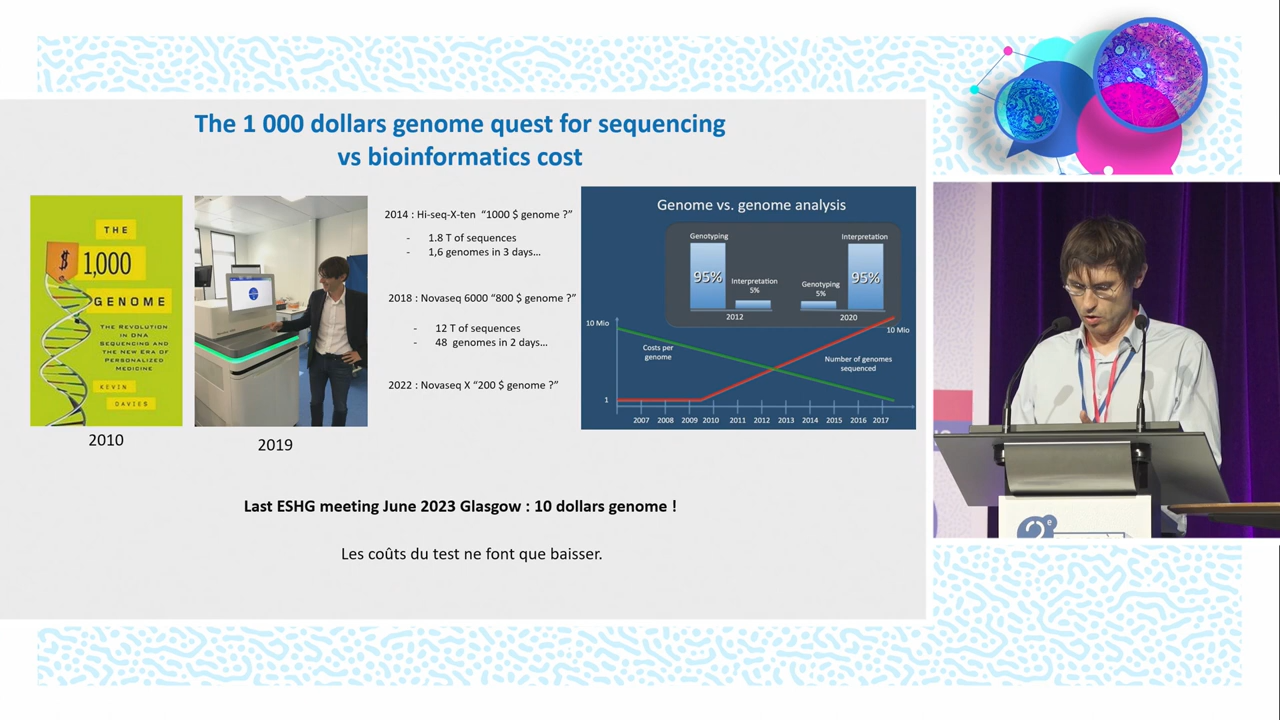 The 1 000 dollars genome quest for sequencing
vs bioinformatics cost
THE
$ 1,000
GENOME
THE REVOLUTION
IN DNA
SEQUENCING AND
THE NEW ERA OF
PERSONALIZED
MEDICINE
KEVIN
DAVIES
2010
2019
2014 : Hi-seq-X-ten “1000 $ genome ?”
- 1.8 T of sequences
- 1,6 genomes in 3 days…
2018 : Novaseq 6000 “800 $ genome ?”
- 12 T of sequences
- 48 genomes in 2 days…
2022 : Novaseq X “200 $ genome ?”
Genome vs. genome analysis
Genotyping
95%
Interpretation
5%
2012
Genotyping
5%
Interpretation
95%
2020
10 Mio
Costs per
genome
10 Mio
Number of genomes
sequenced
1
2007 2008 2009 2010 2011 2012 2013 2014 2015 2016 2017
Last ESHG meeting June 2023 Glasgow : 10 dollars genome !
Les coûts du test ne font que baisser.
2e